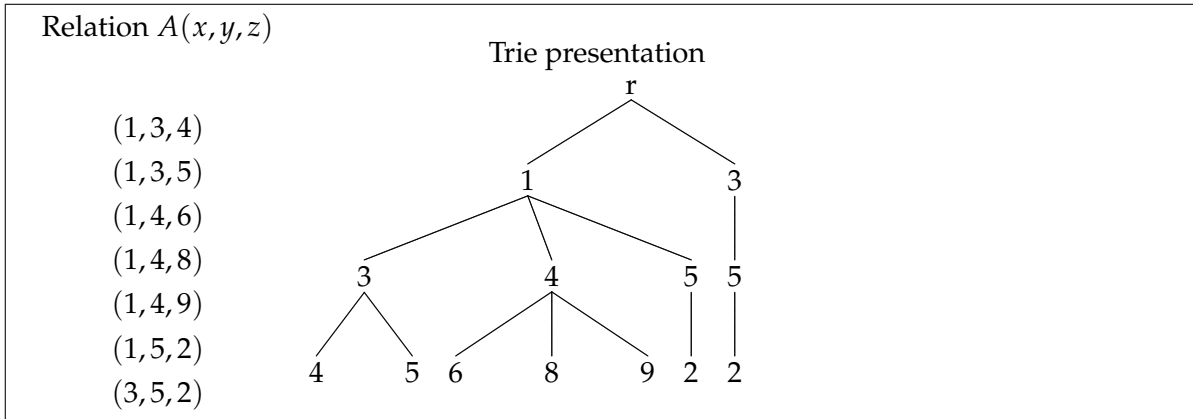 Relation A(x, y, z)
Trie presentation
r
(1, 3, 4)
(1, 3, 5)
(1, 4, 6)
(1, 4, 8)
(1, 4, 9)
(1, 5, 2)
(3, 5, 2)
1 3
3 4 5 5
4 5 6 8 9 2 2